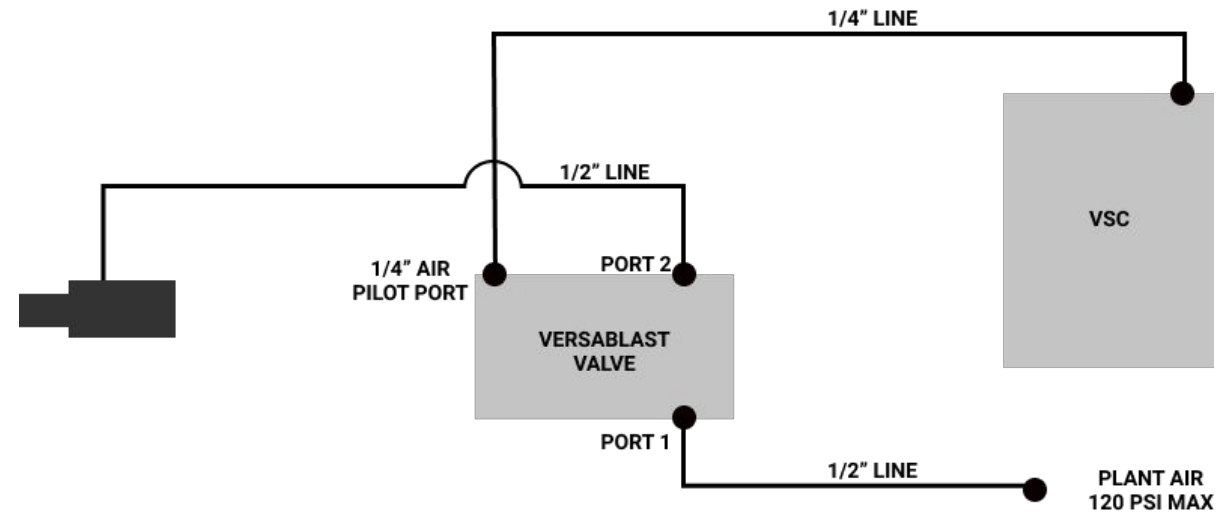 1/4” LINE
1/2” LINE
VSC
1/4” AIR
PILOT PORT
PORT 2
VERSABLAST
VALVE
PORT 1
1/2” LINE
PLANT AIR
120 PSI MAX